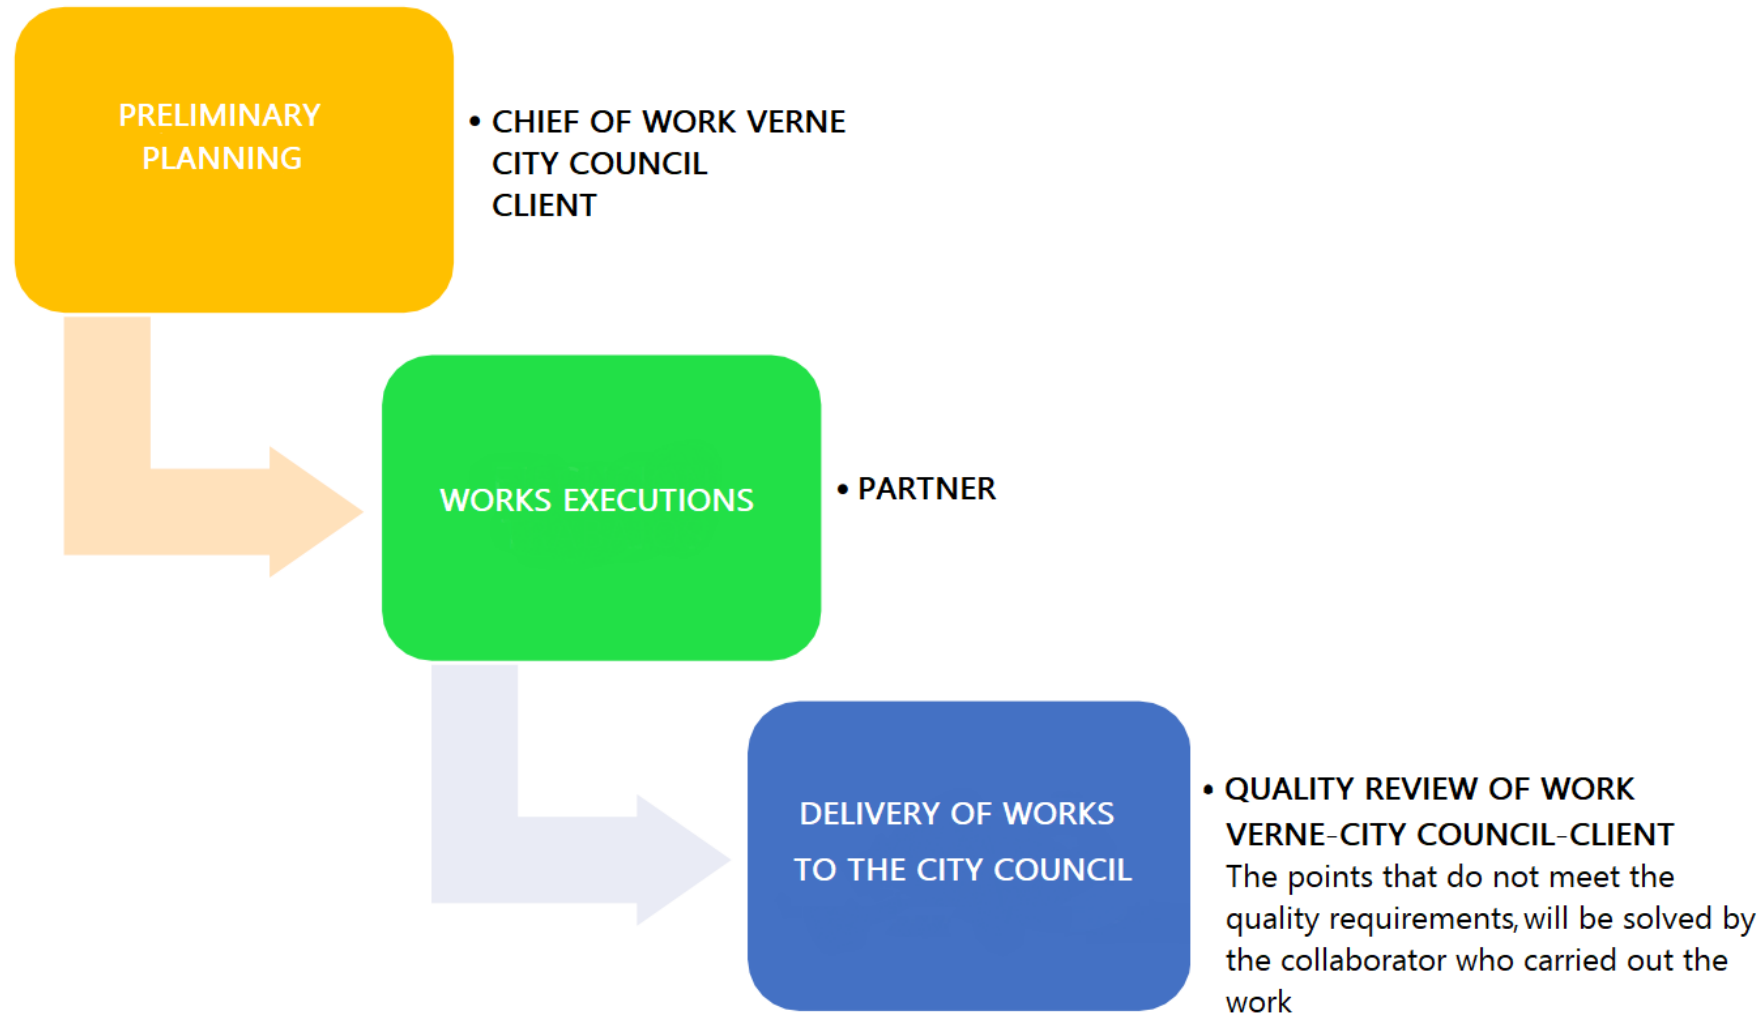 PRELIMINARY
PLANNING
• CHIEF OF WORK VERNE
CITY COUNCIL
CLIENT
WORKS EXECUTIONS
• PARTNER
DELIVERY OF WORKS
TO THE CITY COUNCIL
• QUALITY REVIEW OF WORK
VERNE-CITY COUNCIL-CLIENT
The points that do not meet the
quality requirements, will be solved by
the collaborator who carried out the
work